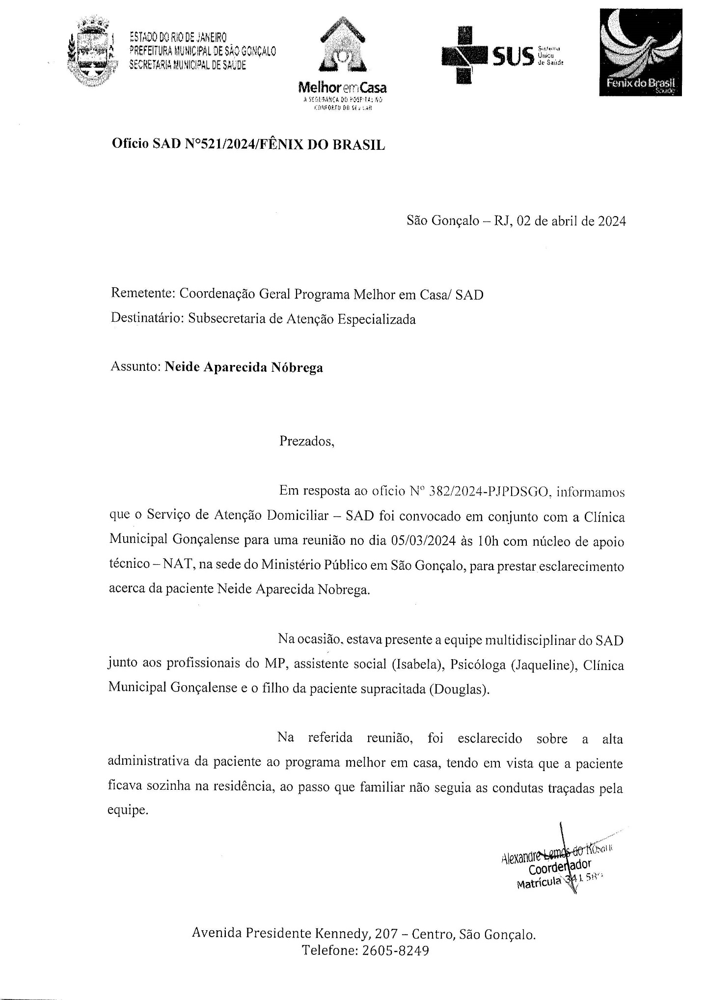 ESTADO DO RIO DE JANEIRO
PREFEITURA MUNICIPAL DE SÃO GONÇALO
SECRETARIA MUNICIPAL DE SAÚDE
MelhoremCasa
A SEGURANÇA DO HOSPITAL NO
CONFORTO DO SEU LAR
SUS
Sistema
Único
de Saúde
Fenix do Brasil
Saúde
Ofício SAD N°521/2024/FÊNIX DO BRASIL
São Gonçalo – RJ, 02 de abril de 2024
Remetente: Coordenação Geral Programa Melhor em Casa/ SAD
Destinatário: Subsecretaria de Atenção Especializada
Assunto: Neide Aparecida Nóbrega
Prezados,
Em resposta ao oficio N° 382/2024-PJPDSGO, informamos
que o Serviço de Atenção Domiciliar – SAD foi convocado em conjunto com a Clínica
Municipal Gonçalense para uma reunião no dia 05/03/2024 às 10h com núcleo de apoio
técnico – NAT, na sede do Ministério Público em São Gonçalo, para prestar esclarecimento
acerca da paciente Neide Aparecida Nobrega.
Na ocasião, estava presente a equipe multidisciplinar do SAD
junto aos profissionais do MP, assistente social (Isabela), Psicóloga (Jaqueline), Clínica
Municipal Gonçalense e o filho da paciente supracitada (Douglas).
Na referida reunião, foi esclarecido sobre a alta
administrativa da paciente ao programa melhor em casa, tendo em vista que a paciente
ficava sozinha na residência, ao passo que familiar não seguia as condutas traçadas pela
equipe.
Alexandre Lemos do
Coordenador
Matrícula
Avenida Presidente Kennedy, 207 – Centro, São Gonçalo.
Telefone: 2605-8249